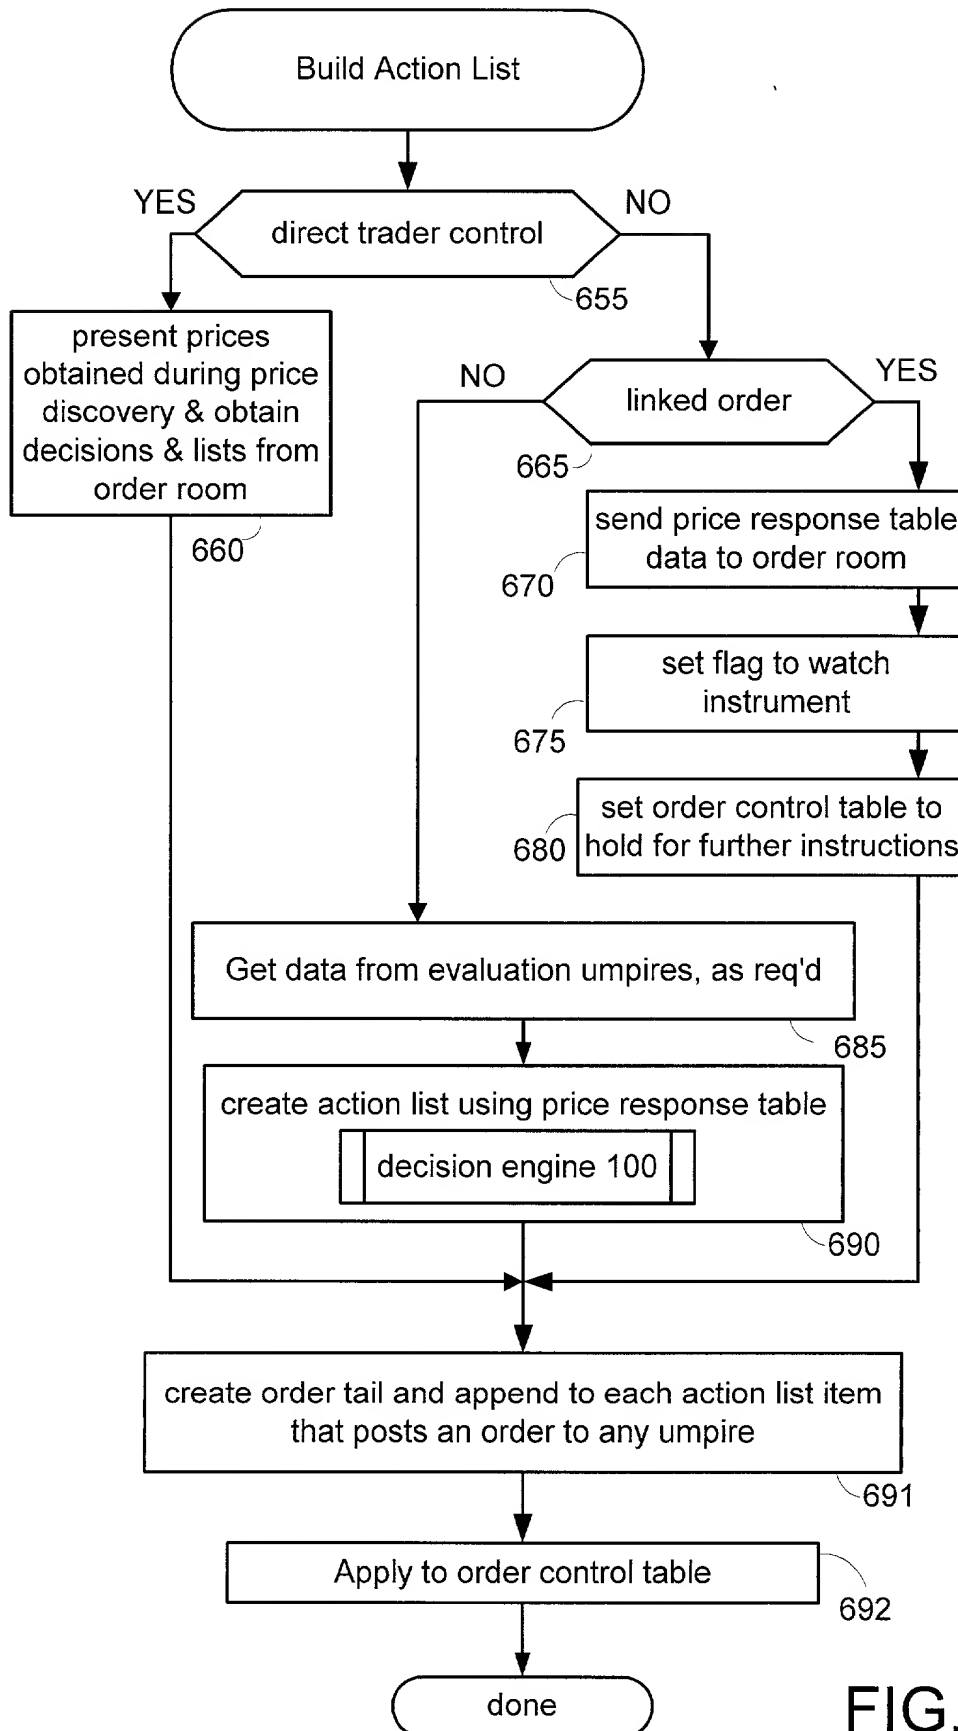 Build Action List
YES
NO
direct trader control
655
present prices
obtained during price
discovery & obtain
decisions & lists from
order room
660
NO
YES
linked order
665
send price response table
data to order room
670
set flag to watch
instrument
675
set order control table to
hold for further instructions
680
Get data from evaluation umpires, as req'd
685
create action list using price response table
decision engine 100
690
create order tail and append to each action list item
that posts an order to any umpire
691
Apply to order control table
692
done
FIG.